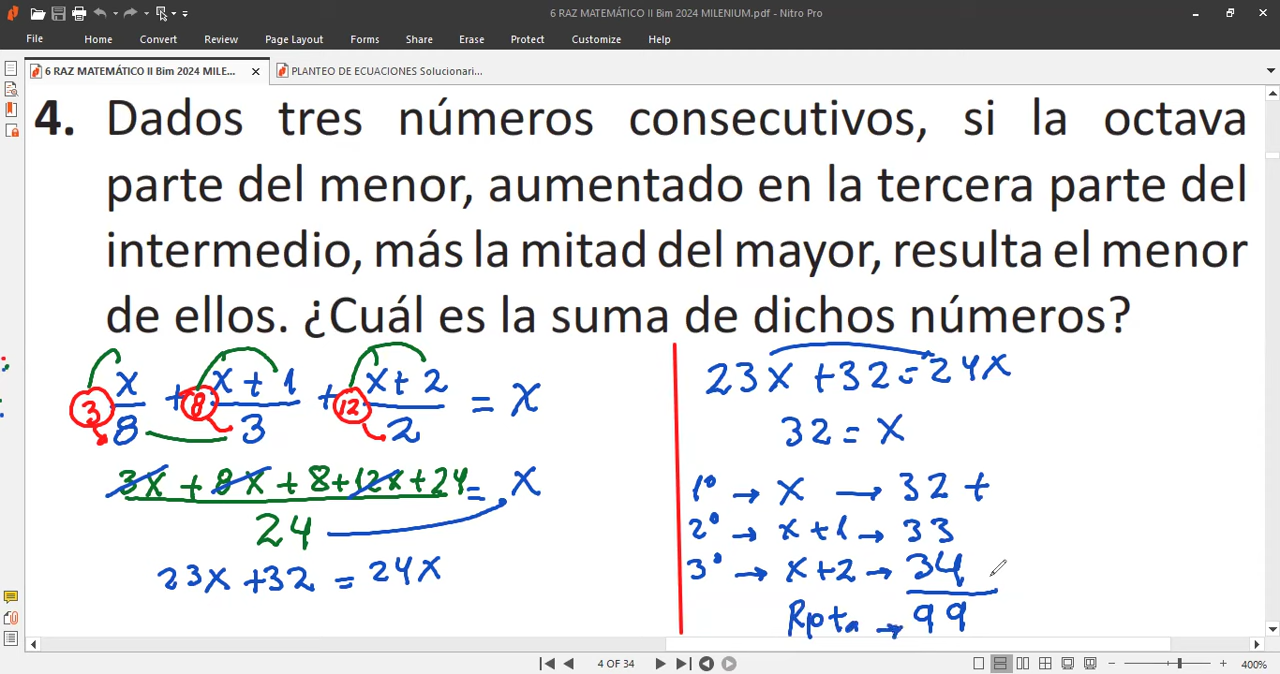 6 RAZ MATEMÁTICO II Bim 2024 MILENIUM.pdf - Nitro Pro
File Home Convert Review Page Layout Forms Share Erase Protect Customize Help
6 RAZ MATEMÁTICO II Bim 2024 MILE... PLANTEO DE ECUACIONES Solucionari...
4. Dados tres números consecutivos, si la octava
parte del menor, aumentado en la tercera parte del
intermedio, más la mitad del mayor, resulta el menor
de ellos. ¿Cuál es la suma de dichos números?
x + x + 1 + x + 2 = x
3 8 8 3 12 2
3x + 8x + 8 + 12x + 24 = x
24
23x + 32 = 24x
23x + 32 = 24x
32 = x
1° → x → 32 +
2° → x + 1 → 33
3° → x + 2 → 34
Rpta → 99
4 OF 34
400%